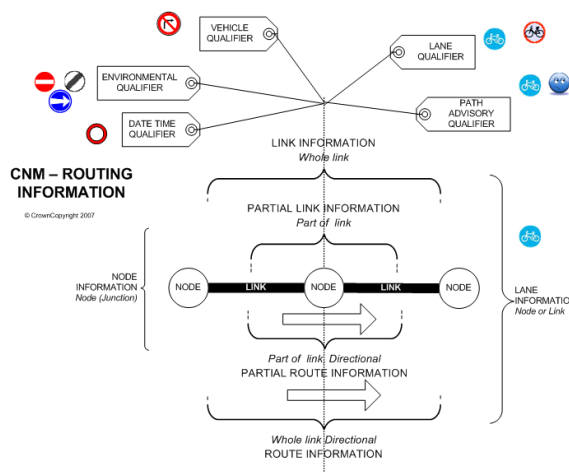 VEHICLE
QUALIFIER
LANE
QUALIFIER
ENVIRONMENTAL
QUALIFIER
PATH
ADVISORY
QUALIFIER
DATE TIME
QUALIFIER
LINK INFORMATION
Whole link
CNM – ROUTING
INFORMATION
© CrownCopyright 2007
PARTIAL LINK INFORMATION
Part of link
NODE
INFORMATION
Node (Junction)
NODE
LINK
NODE
LINK
NODE
LANE
INFORMATION
Node or Link
Part of link, Directional
PARTIAL ROUTE INFORMATION
Whole link Directional
ROUTE INFORMATION